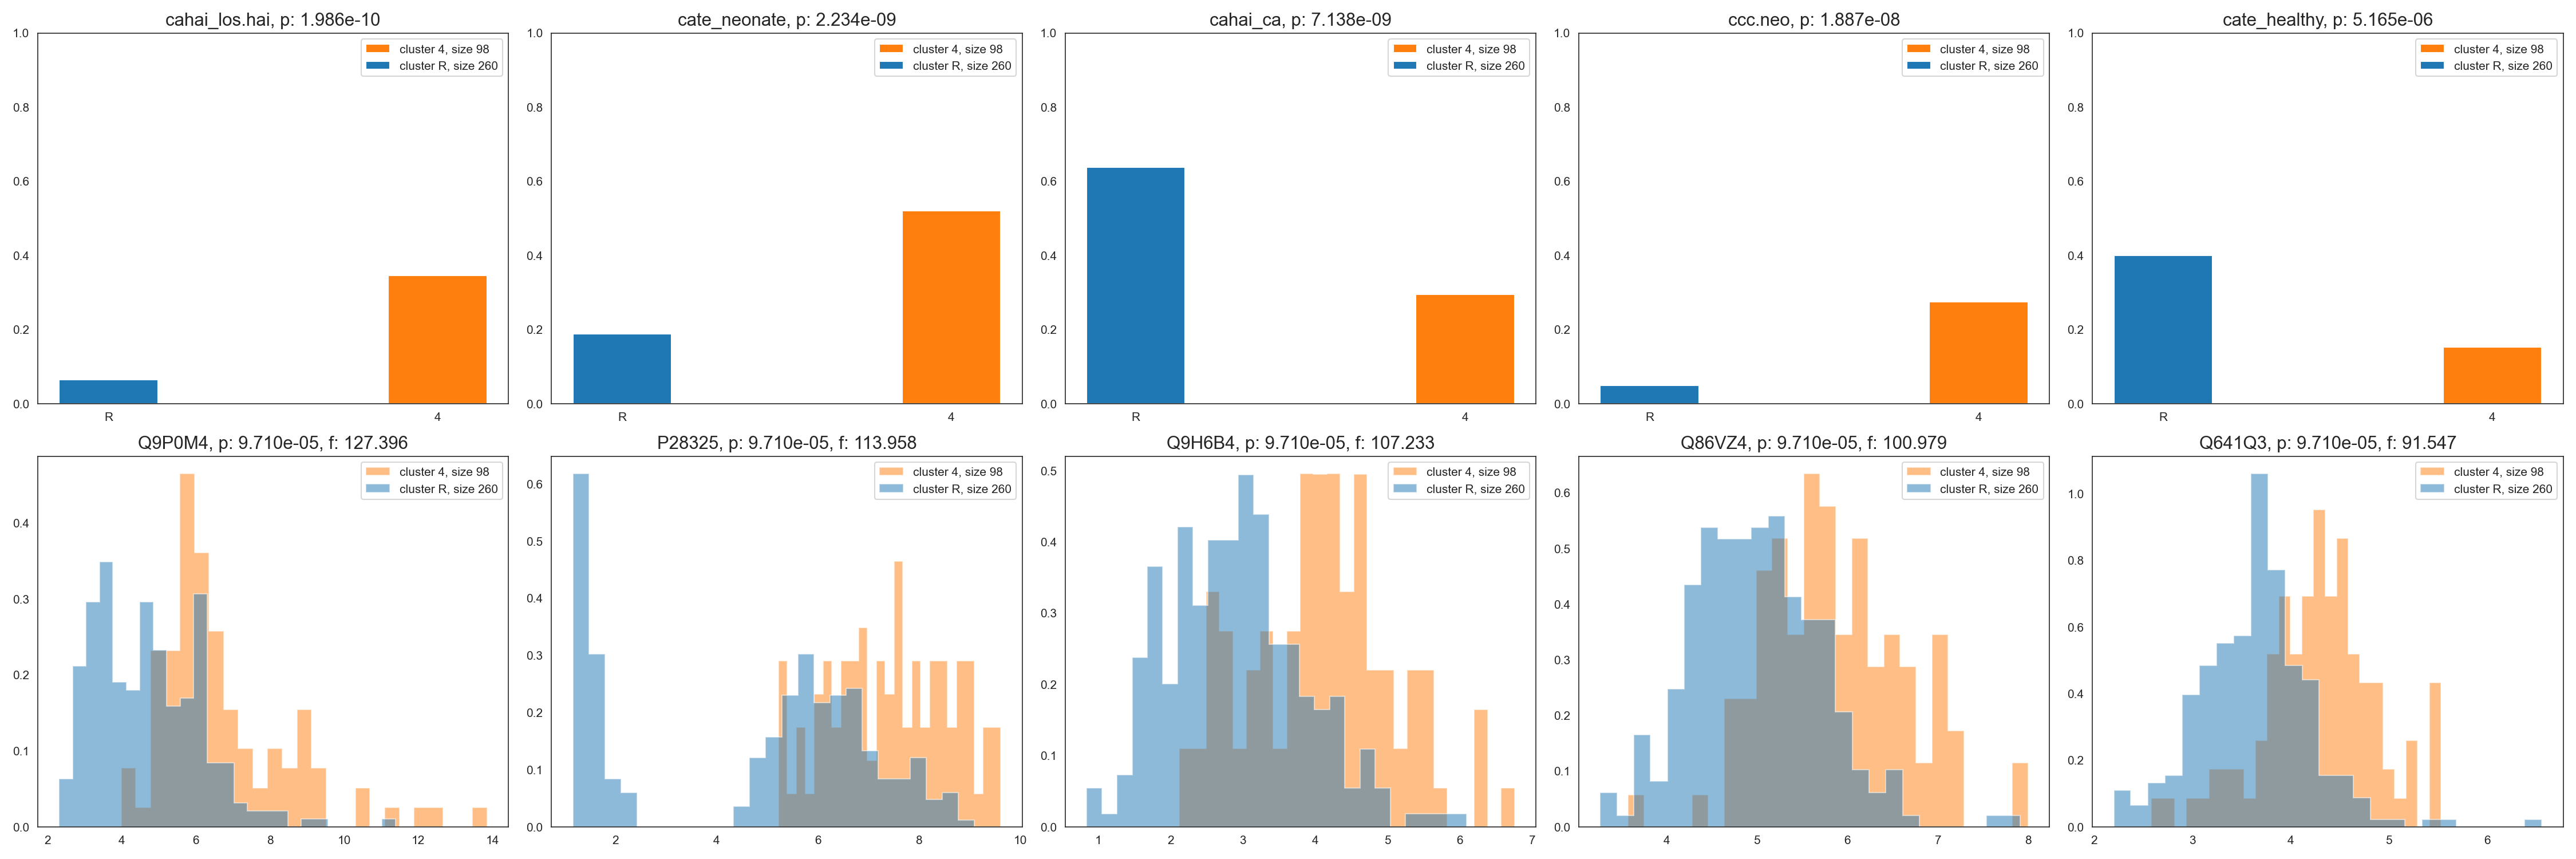 cahai_los.hai, p: 1.986e-10
1.0
0.8
0.6
0.4
0.2
0.0
cluster 4, size 98
cluster R, size 260
R 4
cate_neonate, p: 2.234e-09
1.0
0.8
0.6
0.4
0.2
0.0
cluster 4, size 98
cluster R, size 260
R 4
cahai_ca, p: 7.138e-09
1.0
0.8
0.6
0.4
0.2
0.0
cluster 4, size 98
cluster R, size 260
R 4
ccc.neo, p: 1.887e-08
1.0
0.8
0.6
0.4
0.2
0.0
cluster 4, size 98
cluster R, size 260
R 4
cate_healthy, p: 5.165e-06
1.0
0.8
0.6
0.4
0.2
0.0
cluster 4, size 98
cluster R, size 260
R 4
Q9P0M4, p: 9.710e-05, f: 127.396
0.4
0.3
0.2
0.1
0.0
cluster 4, size 98
cluster R, size 260
2 4 6 8 10 12 14
P28325, p: 9.710e-05, f: 113.958
0.6
0.5
0.4
0.3
0.2
0.1
0.0
cluster 4, size 98
cluster R, size 260
2 4 6 8 10
Q9H6B4, p: 9.710e-05, f: 107.233
0.5
0.4
0.3
0.2
0.1
0.0
cluster 4, size 98
cluster R, size 260
1 2 3 4 5 6 7
Q86VZ4, p: 9.710e-05, f: 100.979
0.6
0.5
0.4
0.3
0.2
0.1
0.0
cluster 4, size 98
cluster R, size 260
4 5 6 7 8
Q641Q3, p: 9.710e-05, f: 91.547
1.0
0.8
0.6
0.4
0.2
0.0
cluster 4, size 98
cluster R, size 260
2 3 4 5 6